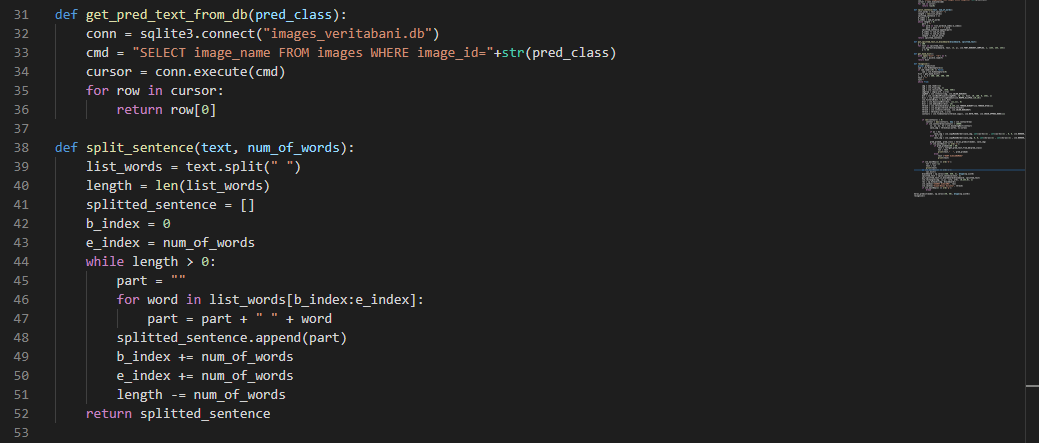 31 def get_pred_text_from_db(pred_class):
32     conn = sqlite3.connect("images_veritabani.db")
33     cmd = "SELECT image_name FROM images WHERE image_id="+str(pred_class)
34     cursor = conn.execute(cmd)
35     for row in cursor:
36         return row[0]
37
38 def split_sentence(text, num_of_words):
39     list_words = text.split(" ")
40     length = len(list_words)
41     splitted_sentence = []
42     b_index = 0
43     e_index = num_of_words
44     while length > 0:
45         part = ""
46         for word in list_words[b_index:e_index]:
47             part = part + " " + word
48         splitted_sentence.append(part)
49         b_index += num_of_words
50         e_index += num_of_words
51         length -= num_of_words
52     return splitted_sentence
53